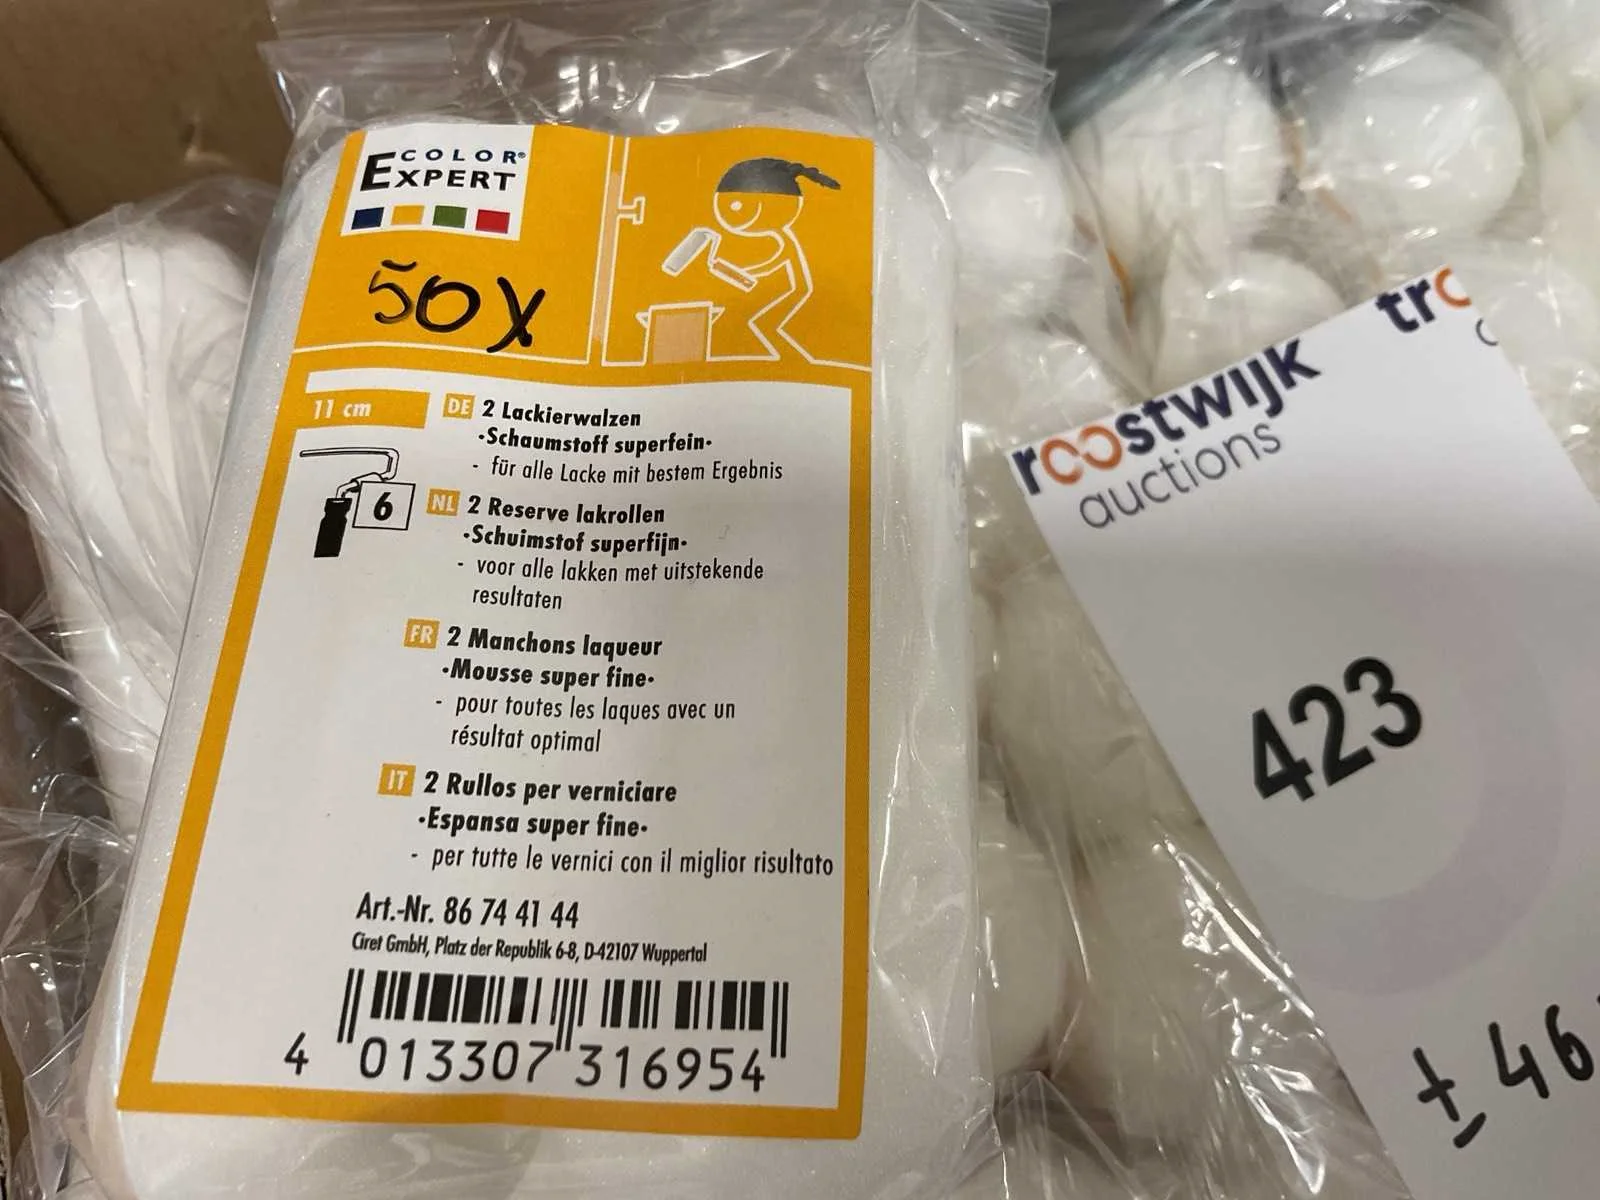 COLOR®
EXPERT
50x
11 cm
6
DE 2 Lackierwalzen
·Schaumstoff superfein·
- für alle Lacke mit bestem Ergebnis
NL 2 Reserve lakrollen
·Schuimstof superfijn·
- voor alle lakken met uitstekende
resultaten
FR 2 Manchons laqueur
·Mousse super fine·
- pour toutes les laques avec un
résultat optimal
IT 2 Rullos per verniciare
·Espansa super fine·
- per tutte le vernici con il miglior risultato
Art.-Nr. 86 74 41 44
Ciret GmbH, Platz der Republik 6-8, D-42107 Wuppertal
4 013307 316954
roostwijk
auctions
423